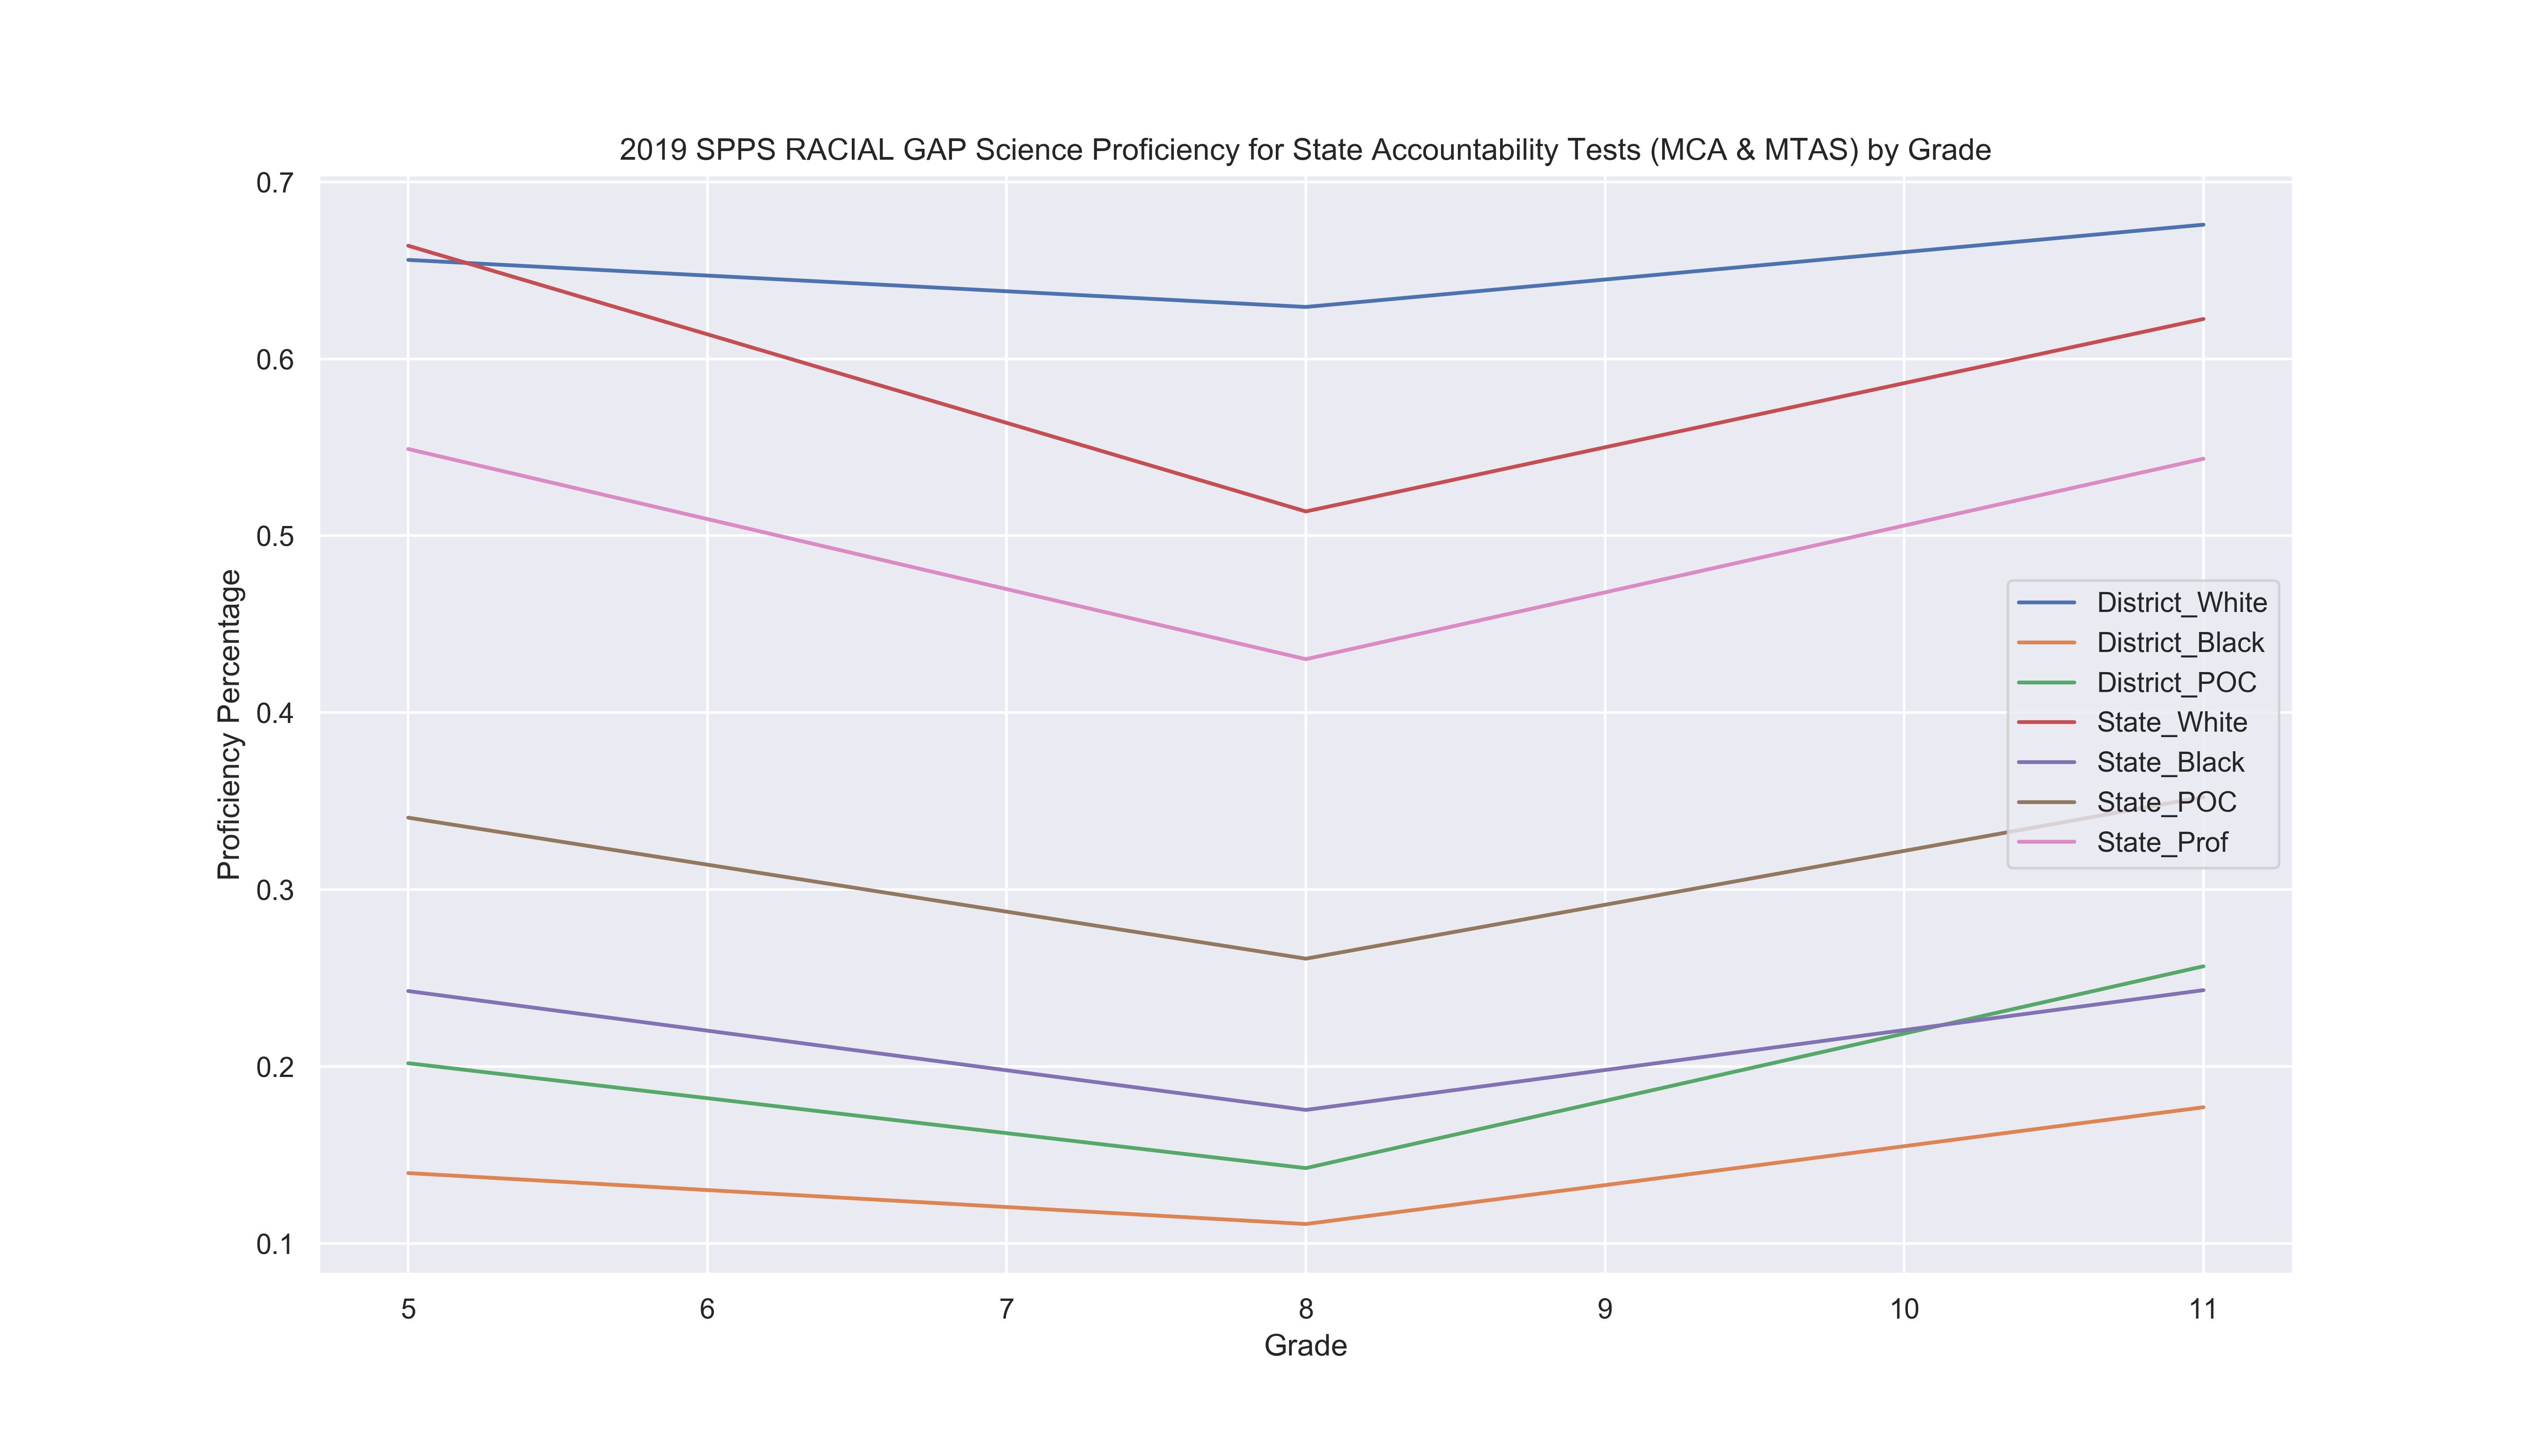 2019 SPPS RACIAL GAP Science Proficiency for State Accountability Tests (MCA & MTAS) by Grade
0.7
0.6
0.5
0.4
0.3
0.2
0.1
Proficiency Percentage
District_White
District_Black
District_POC
State_White
State_Black
State_POC
State_Prof
5 6 7 8 9 10 11
Grade